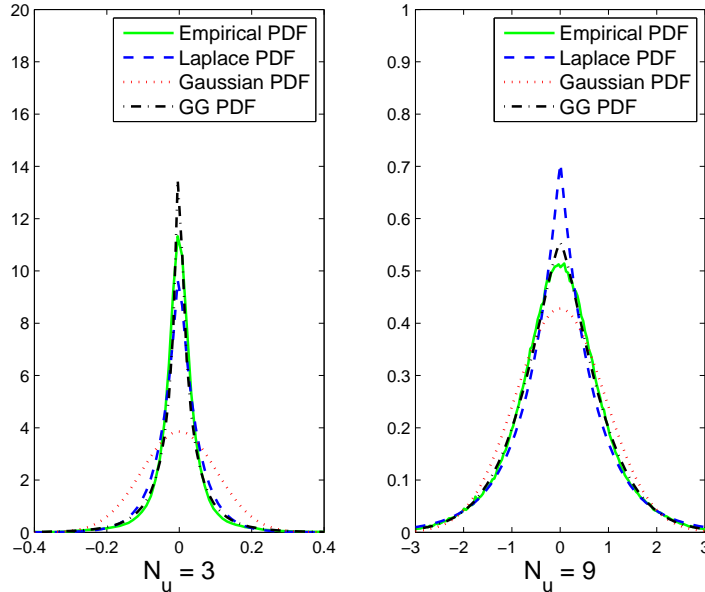 20
18
16
14
12
10
8
6
4
2
0
−0.4 −0.2 0 0.2 0.4
Empirical PDF
Laplace PDF
Gaussian PDF
GG PDF
N_u = 3
1
0.9
0.8
0.7
0.6
0.5
0.4
0.3
0.2
0.1
0
−3 −2 −1 0 1 2 3
Empirical PDF
Laplace PDF
Gaussian PDF
GG PDF
N_u = 9